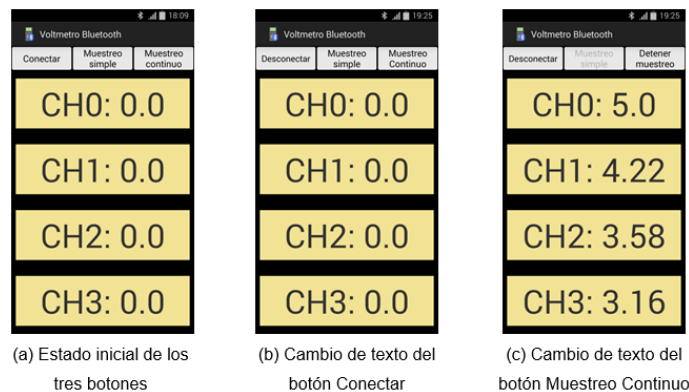 18:09
Voltmetro Bluetooth
Conectar
Muestreo simple
Muestreo continuo
CH0: 0.0
CH1: 0.0
CH2: 0.0
CH3: 0.0
(a) Estado inicial de los
tres botones
19:25
Voltmetro Bluetooth
Desconectar
Muestreo simple
Muestreo Continuo
CH0: 0.0
CH1: 0.0
CH2: 0.0
CH3: 0.0
(b) Cambio de texto del
botón Conectar
19:25
Voltmetro Bluetooth
Desconectar
Muestreo simple
Detener muestreo
CH0: 5.0
CH1: 4.22
CH2: 3.58
CH3: 3.16
(c) Cambio de texto del
botón Muestreo Continuo